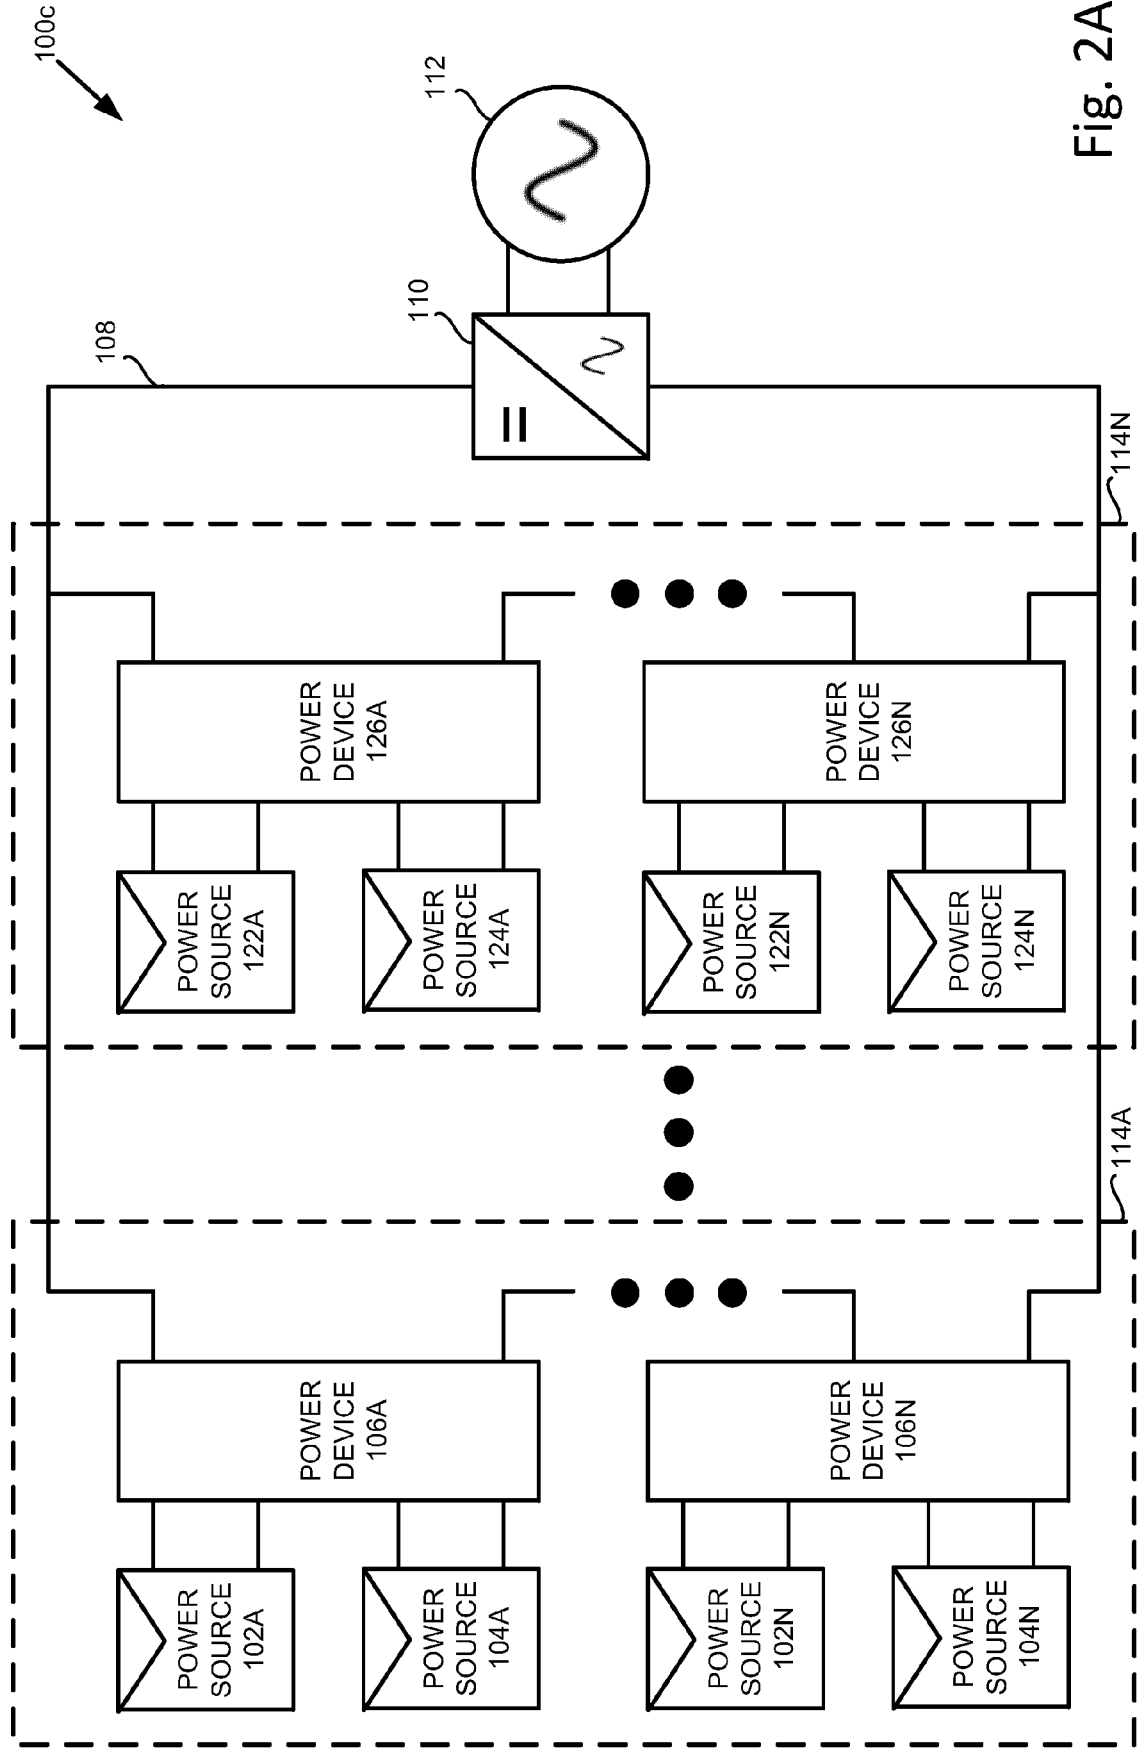 100c
112
110
108
114N
114A
POWER
DEVICE
126A
POWER
DEVICE
126N
POWER
SOURCE
122A
POWER
SOURCE
124A
POWER
SOURCE
122N
POWER
SOURCE
124N
POWER
DEVICE
106A
POWER
DEVICE
106N
POWER
SOURCE
102A
POWER
SOURCE
104A
POWER
SOURCE
102N
POWER
SOURCE
104N
Fig. 2A